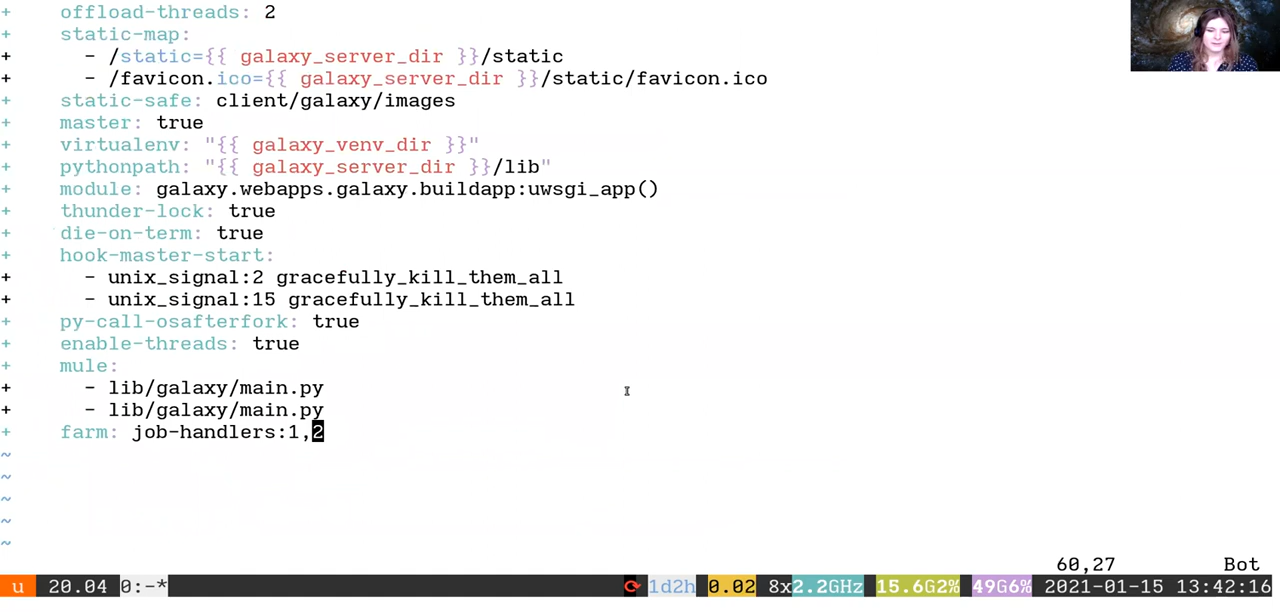 +    offload-threads: 2
+    static-map:
+      - /static={{ galaxy_server_dir }}/static
+      - /favicon.ico={{ galaxy_server_dir }}/static/favicon.ico
+    static-safe: client/galaxy/images
+    master: true
+    virtualenv: "{{ galaxy_venv_dir }}"
+    pythonpath: "{{ galaxy_server_dir }}/lib"
+    module: galaxy.webapps.galaxy.buildapp:uwsgi_app()
+    thunder-lock: true
+    die-on-term: true
+    hook-master-start:
+      - unix_signal:2 gracefully_kill_them_all
+      - unix_signal:15 gracefully_kill_them_all
+    py-call-osafterfork: true
+    enable-threads: true
+    mule:
+      - lib/galaxy/main.py
+      - lib/galaxy/main.py
+    farm: job-handlers:1,2
~
~
~
~
~
60,27 Bot
u 20.04 0:-* ⟳ 1d2h 0.02 8x2.2GHz 15.6G2% 49G6% 2021-01-15 13:42:16